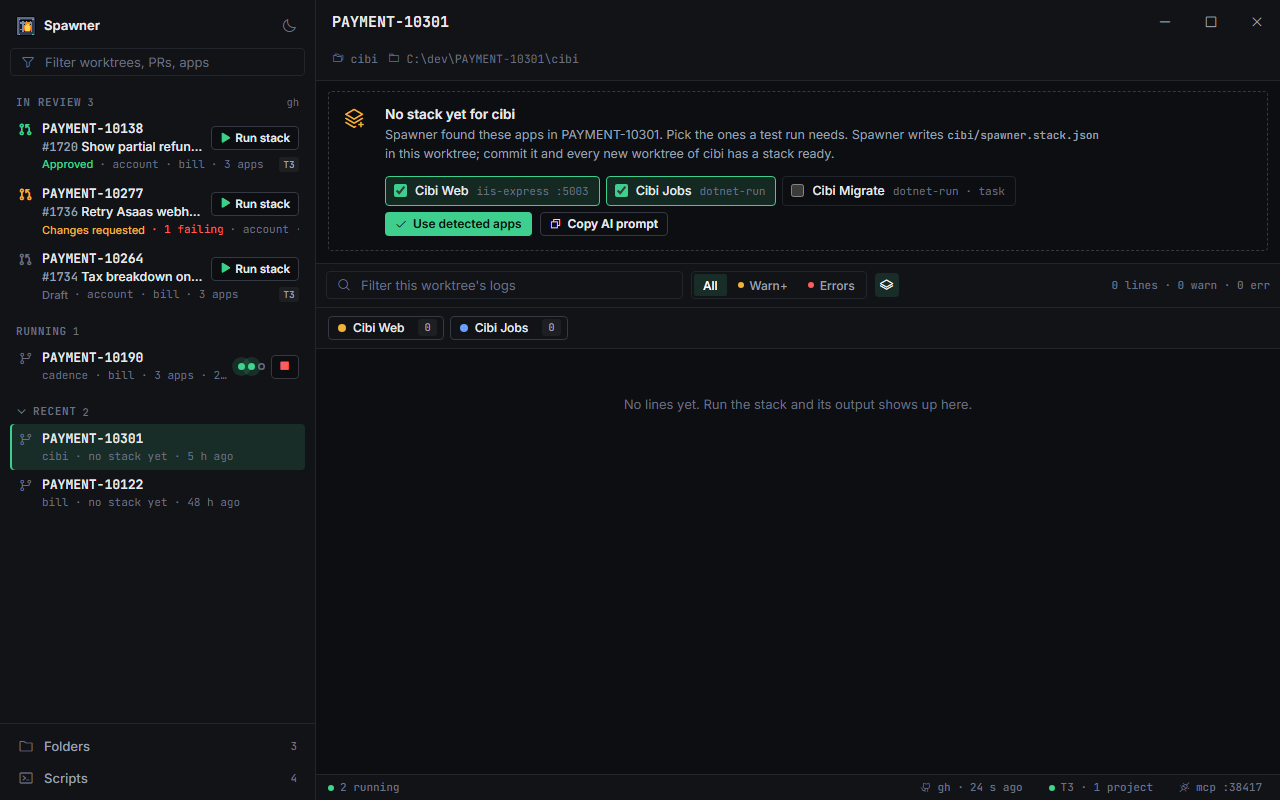 Spawner
Filter worktrees, PRs, apps
IN REVIEW 3
gh
PAYMENT-10138
#1720 Show partial refun...
Run stack
Approved · account · bill · 3 apps
T3
PAYMENT-10277
#1736 Retry Asaas webh...
Run stack
Changes requested · 1 failing · account ·
PAYMENT-10264
#1734 Tax breakdown on...
Run stack
Draft · account · bill · 3 apps
T3
RUNNING 1
PAYMENT-10190
cadence · bill · 3 apps · 2…
RECENT 2
PAYMENT-10301
cibi · no stack yet · 5 h ago
PAYMENT-10122
bill · no stack yet · 48 h ago
Folders 3
Scripts 4
PAYMENT-10301
cibi C:\dev\PAYMENT-10301\cibi
No stack yet for cibi
Spawner found these apps in PAYMENT-10301. Pick the ones a test run needs. Spawner writes cibi/spawner.stack.json
in this worktree; commit it and every new worktree of cibi has a stack ready.
Cibi Web iis-express :5003
Cibi Jobs dotnet-run
Cibi Migrate dotnet-run · task
Use detected apps
Copy AI prompt
Filter this worktree's logs
All
Warn+
Errors
0 lines · 0 warn · 0 err
Cibi Web 0
Cibi Jobs 0
No lines yet. Run the stack and its output shows up here.
2 running
gh · 24 s ago
T3 · 1 project
mcp :38417